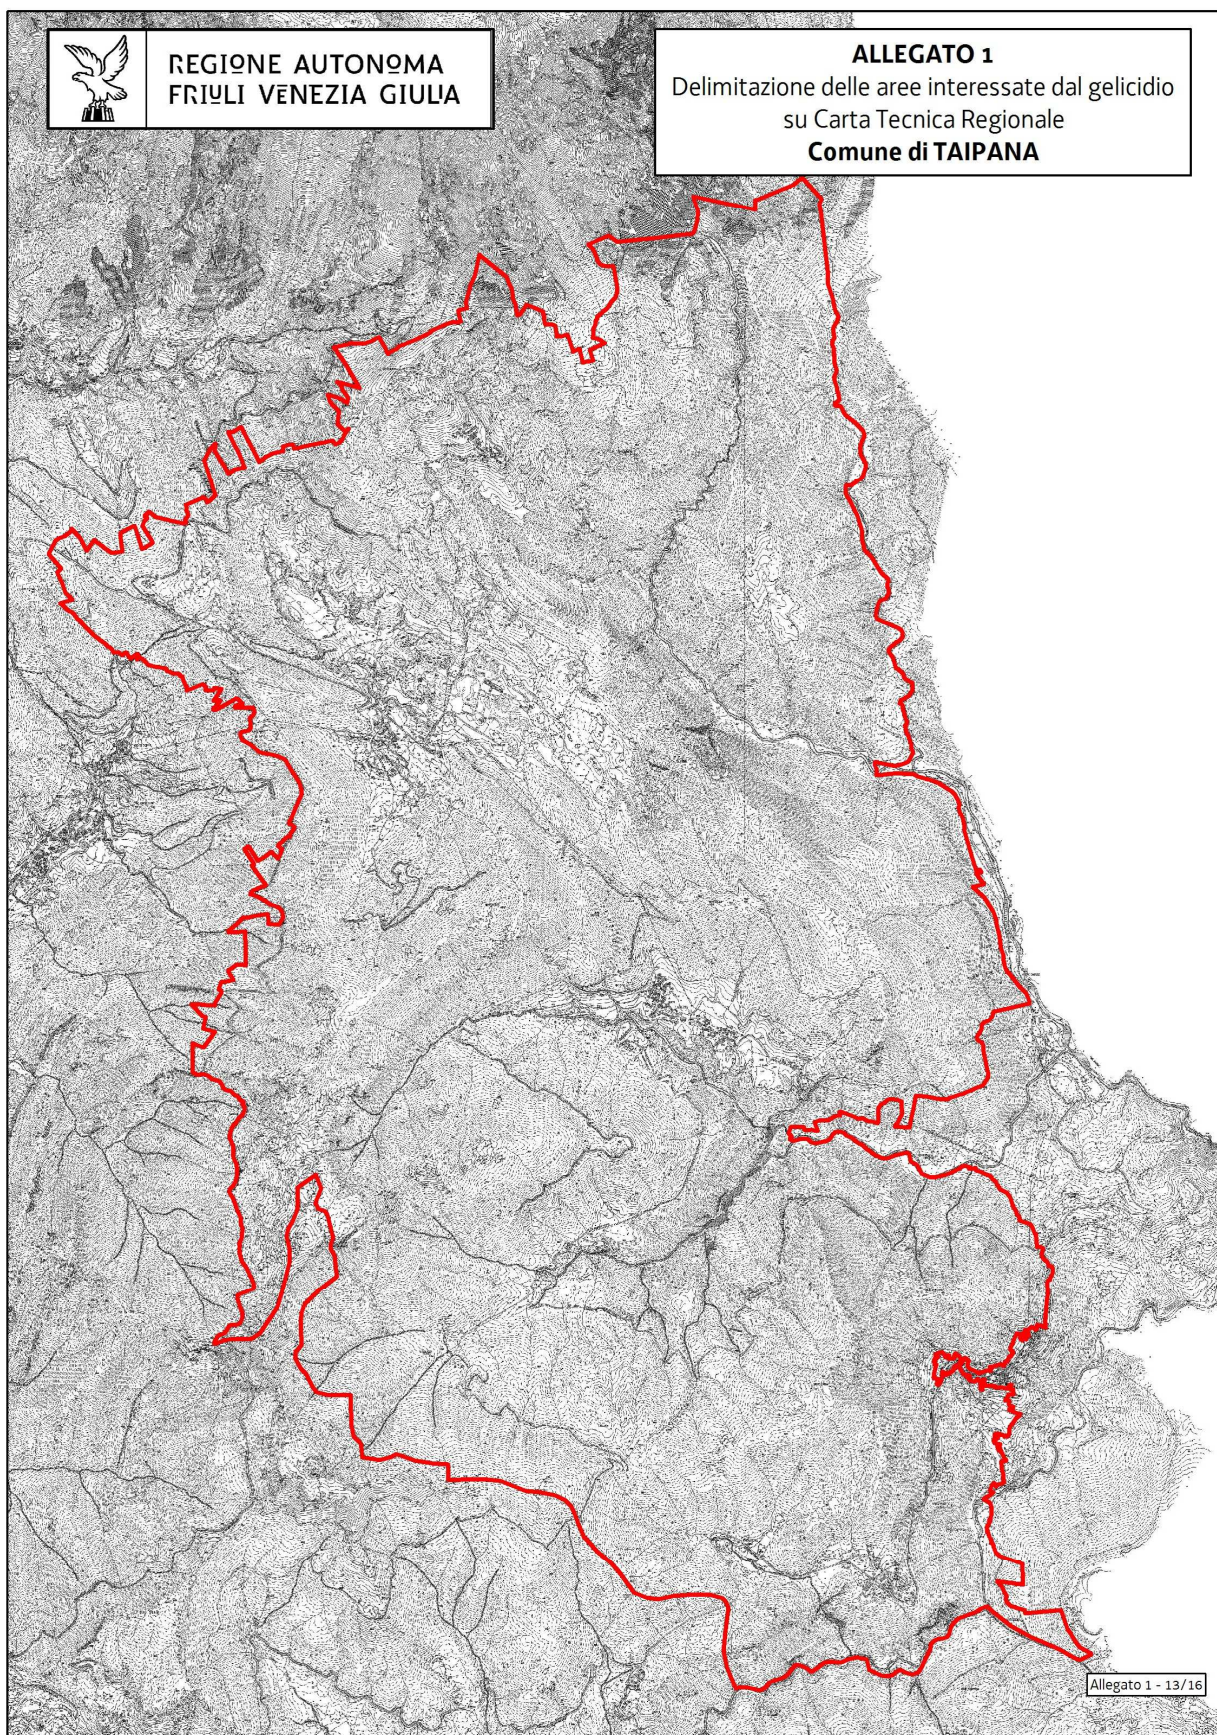 REGIONE AUTONOMA
FRIULI VENEZIA GIULIA
ALLEGATO 1
Delimitazione delle aree interessate dal gelicidio
su Carta Tecnica Regionale
Comune di TAIPANA
Allegato 1 - 13/16